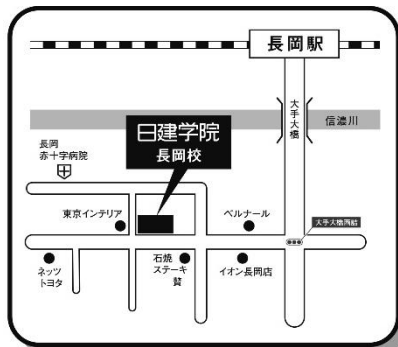 長岡駅
大手大橋
信濃川
日建学院
長岡校
長岡
赤十字病院
東京インテリア
ベルナール
大手大橋西詰
ネッツ
トヨタ
石焼
ステーキ
贅
イオン長岡店